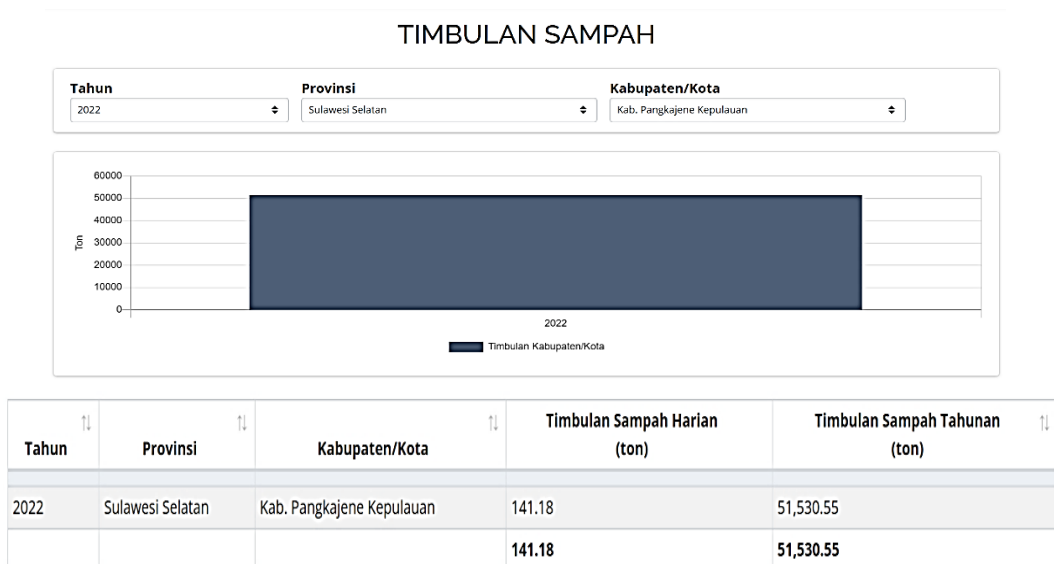 TIMBULAN SAMPAH
Tahun Provinsi Kabupaten/Kota
2022 Sulawesi Selatan Kab. Pangkajene Kepulauan
60000
50000
40000
30000
20000
10000
0
Ton
2022
Timbulan Kabupaten/Kota
Tahun Provinsi Kabupaten/Kota Timbulan Sampah Harian (ton) Timbulan Sampah Tahunan (ton)
2022 Sulawesi Selatan Kab. Pangkajene Kepulauan 141.18 51,530.55
141.18 51,530.55